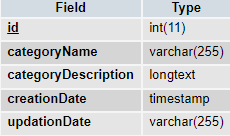 Field Type
id int(11)
categoryName varchar(255)
categoryDescription longtext
creationDate timestamp
updationDate varchar(255)